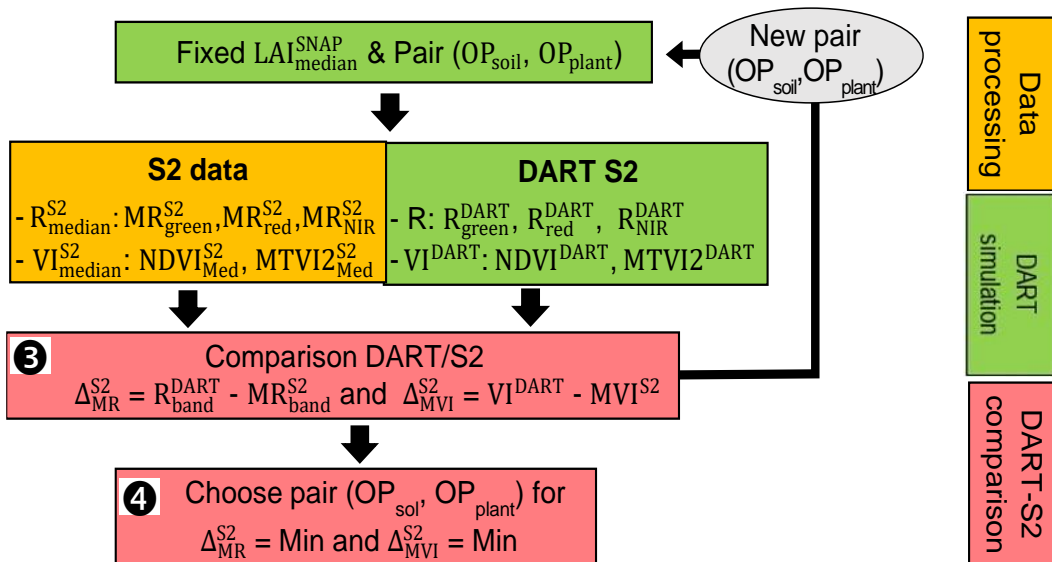 Fixed LAI^SNAP_median & Pair (OP_soil, OP_plant)
New pair
(OP_soil,OP_plant)
S2 data
- R^S2_median: MR^S2_green,MR^S2_red,MR^S2_NIR
- VI^S2_median: NDVI^S2_Med, MTVI2^S2_Med
DART S2
- R: R^DART_green, R^DART_red, R^DART_NIR
- VI^DART: NDVI^DART, MTVI2^DART
❸
Comparison DART/S2
Δ^S2_MR = R^DART_band - MR^S2_band and Δ^S2_MVI = VI^DART - MVI^S2
❹
Choose pair (OP_sol, OP_plant) for
Δ^S2_MR = Min and Δ^S2_MVI = Min
Data
processing
DART
simulation
DART-S2
comparison